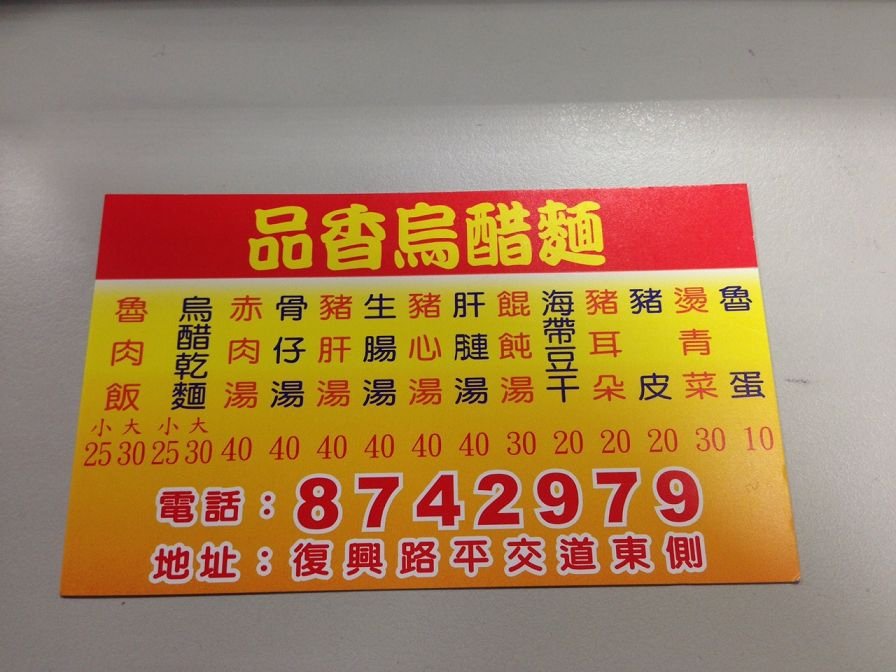 品香烏醋麵
魯肉飯 烏醋乾麵 赤肉湯 骨仔湯 豬肝湯 生腸湯 豬心湯 肝腱湯 餛飩湯 海帶豆干 豬耳朵 豬皮 燙青菜 魯蛋
小 大 小 大
25 30 25 30 40 40 40 40 40 40 30 20 20 20 30 10
電話：8742979
地址：復興路平交道東側